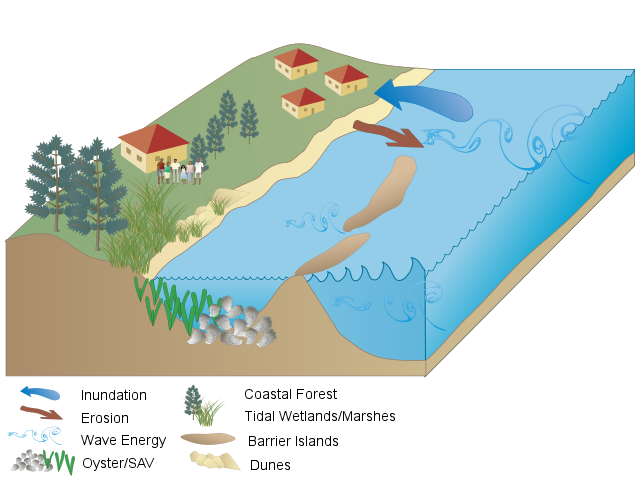 Inundation
Erosion
Wave Energy
Oyster/SAV
Coastal Forest
Tidal Wetlands/Marshes
Barrier Islands
Dunes